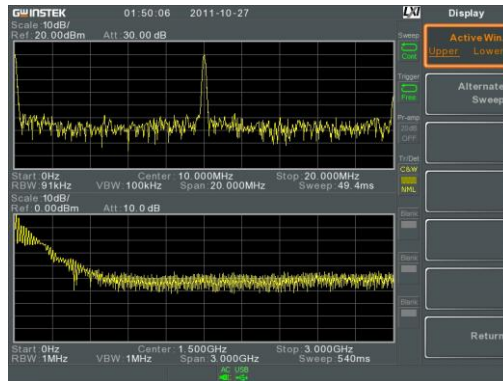 GWINSTEK 01:50:06 2011-10-27 LXI Display
Scale:10dB/
Ref:20.00dBm Att:30.00 dB
Sweep
Cont
Active Win.
Upper Lower
Trigger
Free
Alternate
Sweep
Pr-amp
20dB
OFF
Tr/Det
C&W
NML
Start:0Hz Center:10.000MHz Stop:20.000MHz
RBW:91kHz VBW:100kHz Span:20.000MHz Sweep:49.4ms
Scale:10dB/
Ref:0.00dBm Att:10.0 dB
Blank
Blank
Blank
Return
Start:0Hz Center:1.500GHz Stop:3.000GHz
RBW:1MHz VBW:1MHz Span:3.000GHz Sweep:540ms
AC USB